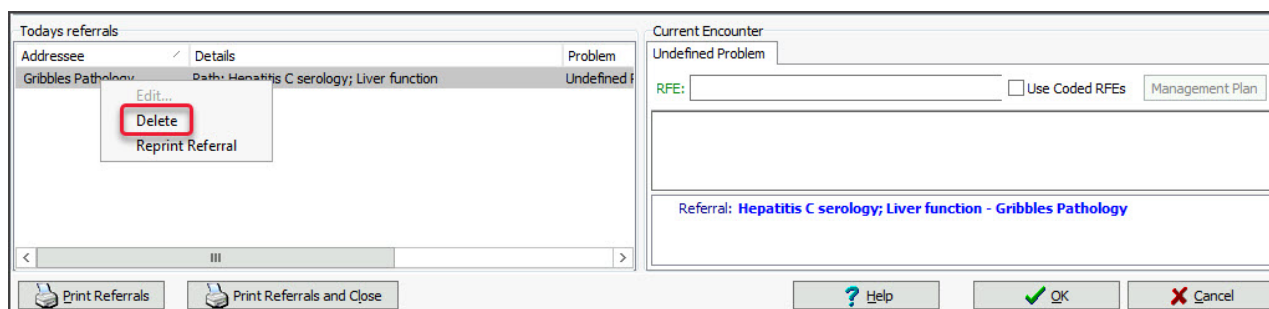 Todays referrals
Addressee Details Problem
Gribbles Pathology Path: Hepatitis C serology; Liver function Undefined
Edit...
Delete
Reprint Referral
Print Referrals Print Referrals and Close
Current Encounter
Undefined Problem
RFE: Use Coded RFEs Management Plan
Referral: Hepatitis C serology; Liver function - Gribbles Pathology
Help OK Cancel